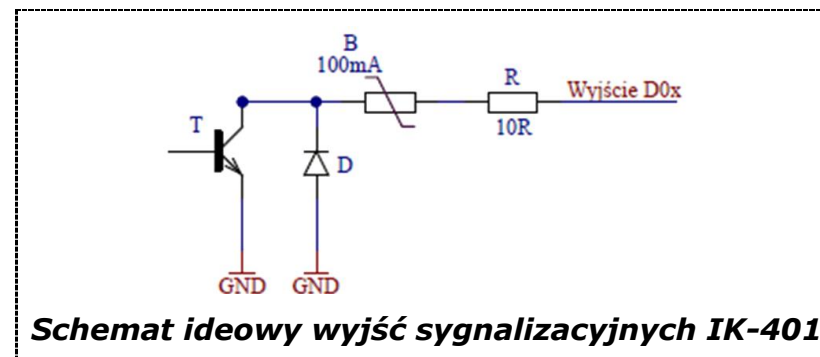 B
100mA
R
Wyjście D0x
T
10R
D
GND
GND
Schemat ideowy wyjść sygnalizacyjnych IK-401